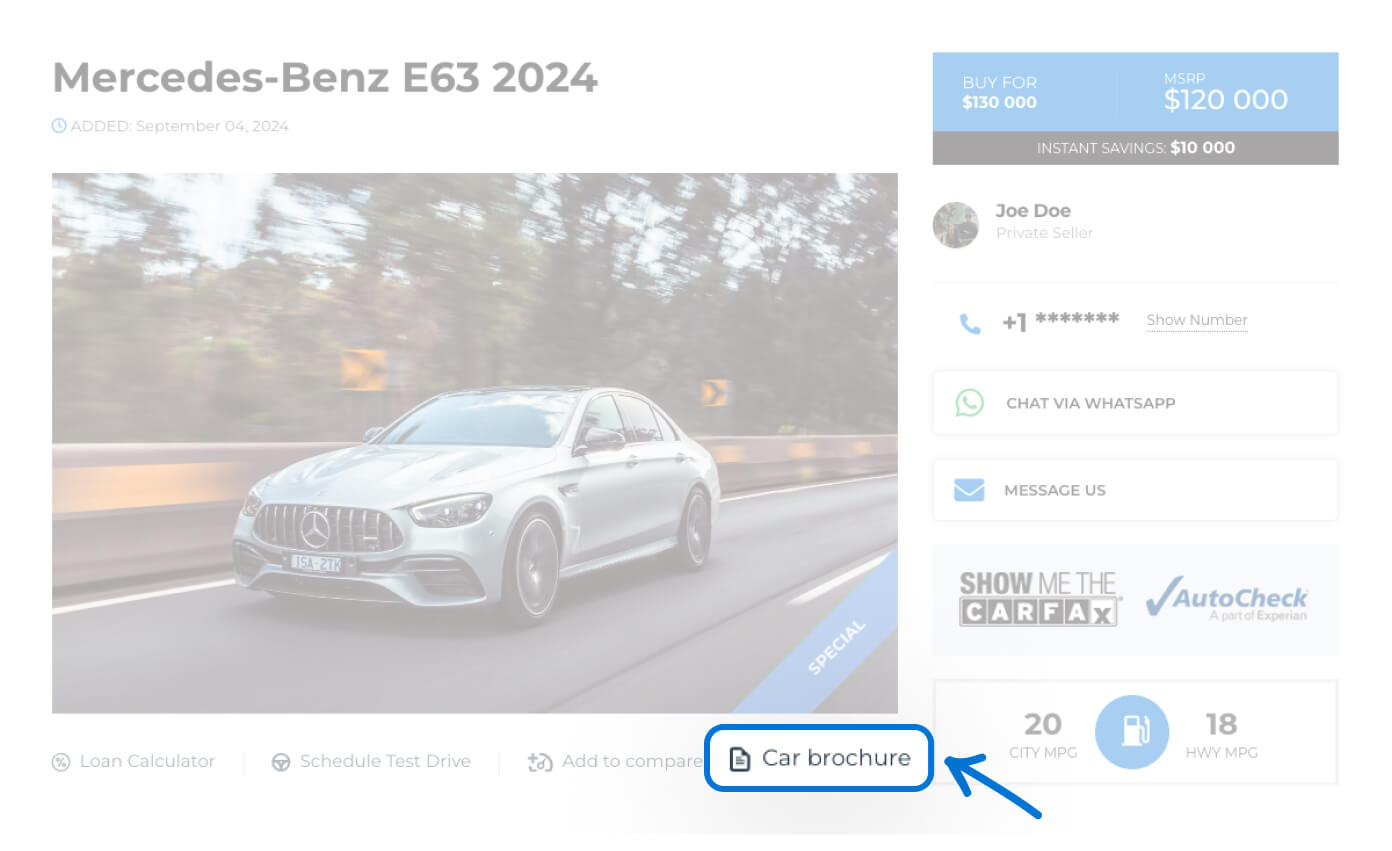 Mercedes-Benz E63 2024
ADDED: September 04, 2024
BUY FOR
$130 000
MSRP
$120 000
INSTANT SAVINGS: $10 000
Joe Doe
Private Seller
+1 ******* Show Number
CHAT VIA WHATSAPP
MESSAGE US
SHOW ME THE
CARFAX
AutoCheck
A part of Experian
20
CITY MPG
18
HWY MPG
1SA-2TK
SPECIAL
Loan Calculator
Schedule Test Drive
Add to compare
Car brochure